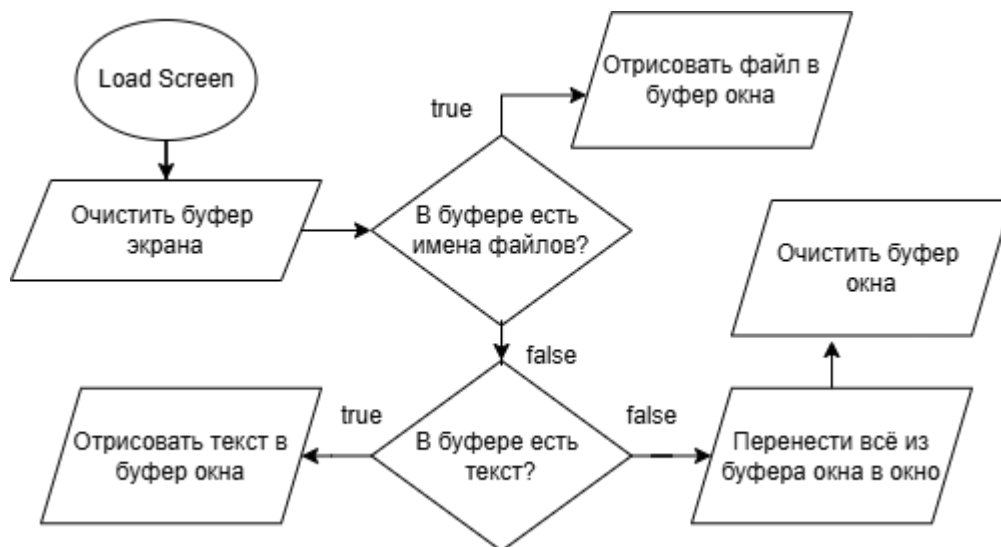 Load Screen
Очистить буфер
экрана
В буфере есть
имена файлов?
true
Отрисовать файл в
буфер окна
false
В буфере есть
текст?
true
Отрисовать текст в
буфер окна
false
Перенести всё из
буфера окна в окно
Очистить буфер
окна